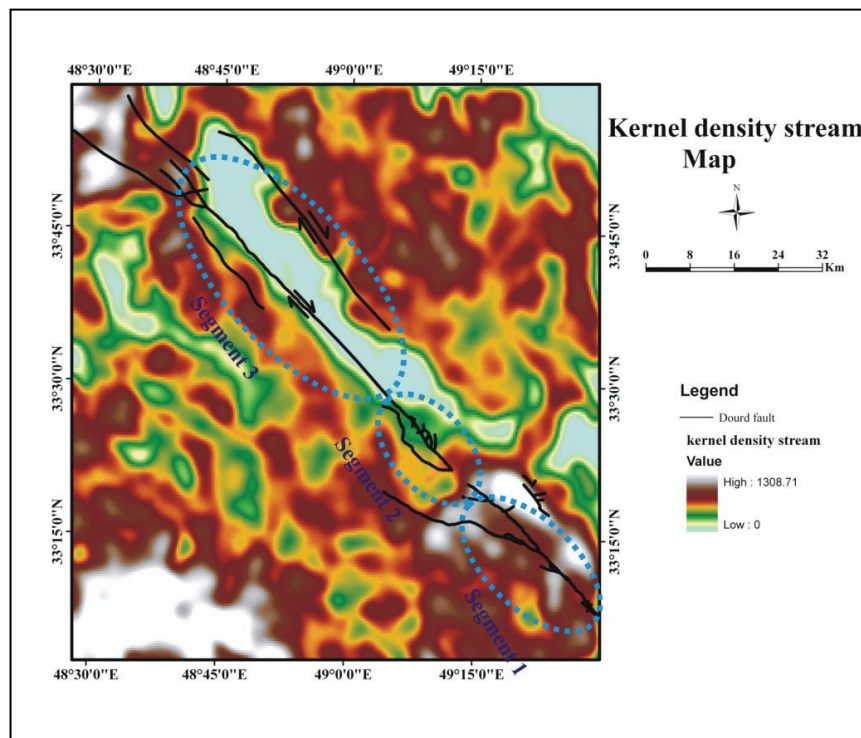 48°30'0"E 48°45'0"E 49°0'0"E 49°15'0"E
33°45'0"N
33°30'0"N
33°15'0"N
Segment 3
Segment 2
Segment 1
33°45'0"N
33°30'0"N
33°15'0"N
48°30'0"E 48°45'0"E 49°0'0"E 49°15'0"E
Kernel density stream
Map
N
0 8 16 24 32
Km
Legend
Dourd fault
kernel density stream
Value
High : 1308.71
Low : 0